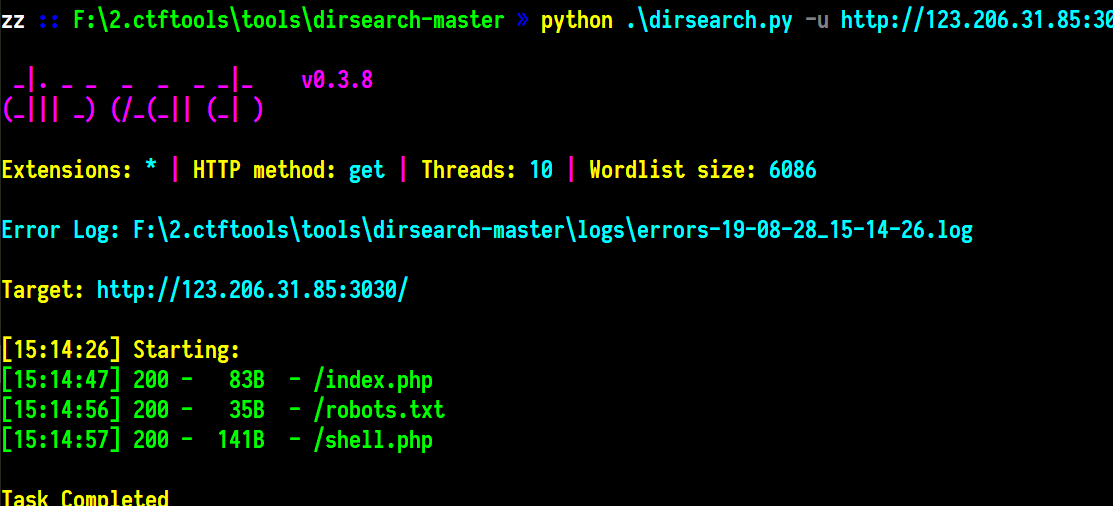 zz :: F:\2.ctftools\tools\dirsearch-master » python .\dirsearch.py -u http://123.206.31.85:30
_|. _ _  _  _  _ _|_    v0.3.8
(_||| _) (/_(_|| (_| )
Extensions: * | HTTP method: get | Threads: 10 | Wordlist size: 6086
Error Log: F:\2.ctftools\tools\dirsearch-master\logs\errors-19-08-28_15-14-26.log
Target: http://123.206.31.85:3030/
[15:14:26] Starting:
[15:14:47] 200 -   83B  - /index.php
[15:14:56] 200 -   35B  - /robots.txt
[15:14:57] 200 -  141B  - /shell.php
Task Completed